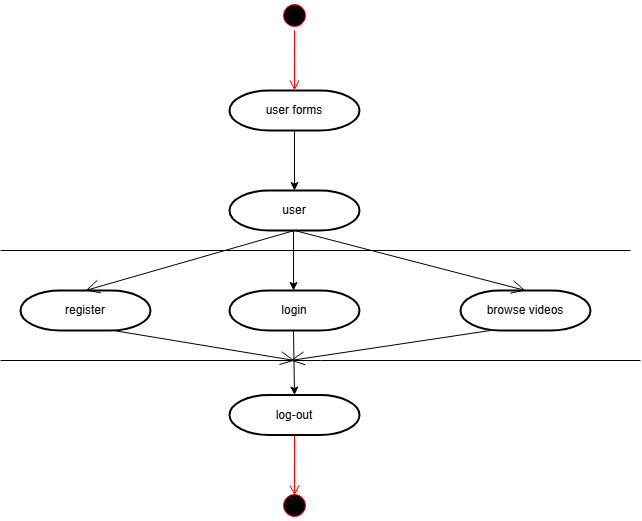 user forms
user
register
login
browse videos
log-out